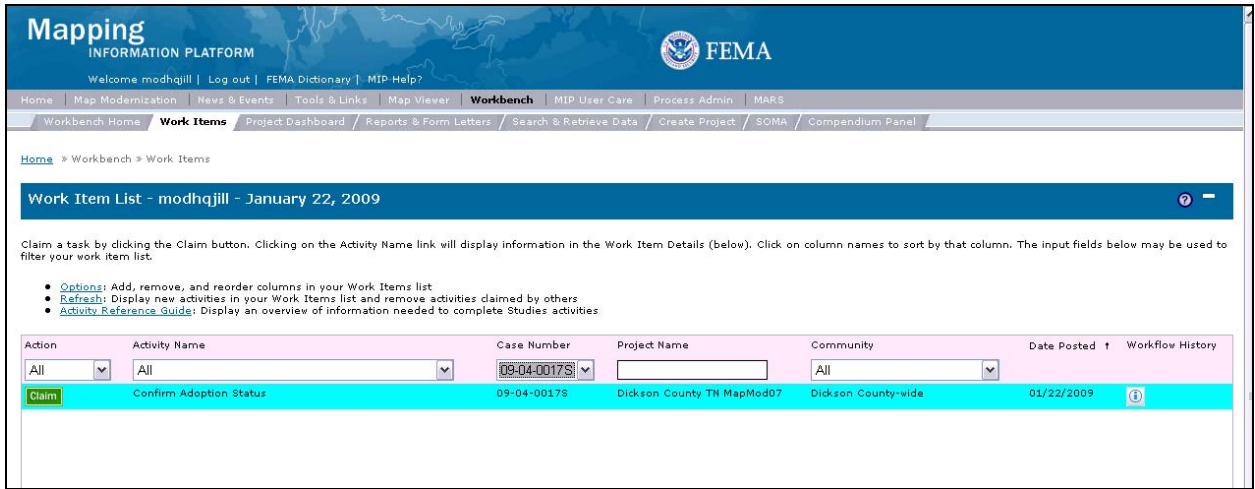 Mapping
INFORMATION PLATFORM
FEMA
Welcome modhqjill | Log out | FEMA Dictionary | MIP Help?
Home | Map Modernization | News & Events | Tools & Links | Map Viewer | Workbench | MIP User Care | Process Admin | MARS
Workbench Home / Work Items / Project Dashboard / Reports & Form Letters / Search & Retrieve Data / Create Project / SOMA / Compendium Panel
Home » Workbench » Work Items
Work Item List - modhqjill - January 22, 2009
Claim a task by clicking the Claim button. Clicking on the Activity Name link will display information in the Work Item Details (below). Click on column names to sort by that column. The input fields below may be used to
filter your work item list.
• Options: Add, remove, and reorder columns in your Work Items list
• Refresh: Display new activities in your Work Items list and remove activities claimed by others
• Activity Reference Guide: Display an overview of information needed to complete Studies activities
Action Activity Name Case Number Project Name Community Date Posted ↑ Workflow History
All All 09-04-0017S All
Claim Confirm Adoption Status 09-04-0017S Dickson County TN MapMod07 Dickson County-wide 01/22/2009